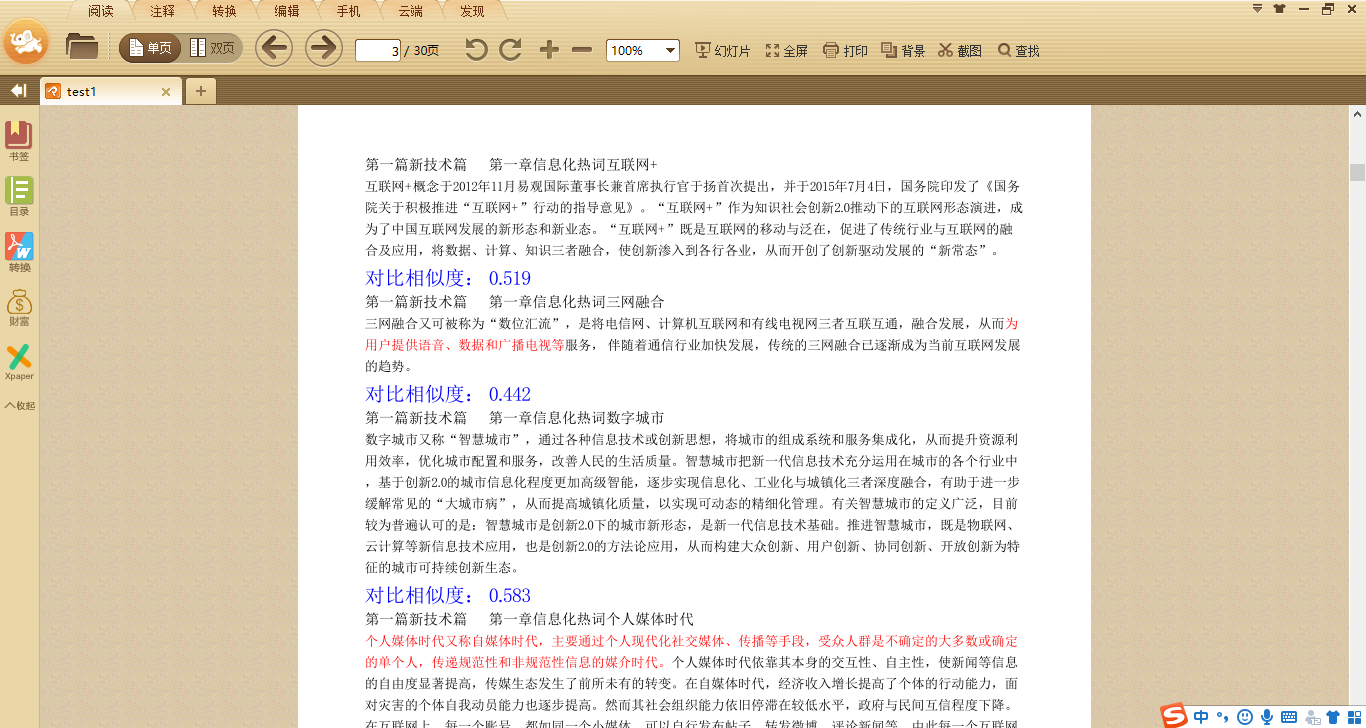 阅读 注释 转换 编辑 手机 云端 发现
单页 双页 3 / 30页 100% 幻灯片 全屏 打印 背景 截图 查找
test1
书签
目录
转换
财富
Xpaper
收起
第一篇新技术篇 第一章信息化热词互联网+
互联网+概念于2012年11月易观国际董事长兼首席执行官于扬首次提出，并于2015年7月4日，国务院印发了《国务
院关于积极推进“互联网+”行动的指导意见》。“互联网+”作为知识社会创新2.0推动下的互联网形态演进，成
为了中国互联网发展的新形态和新业态。“互联网+”既是互联网的移动与泛在，促进了传统行业与互联网的融
合及应用，将数据、计算、知识三者融合，使创新渗入到各行各业，从而开创了创新驱动发展的“新常态”。
对比相似度： 0.519
第一篇新技术篇 第一章信息化热词三网融合
三网融合又可被称为“数位汇流”，是将电信网、计算机互联网和有线电视网三者互联互通，融合发展，从而为
用户提供语音、数据和广播电视等服务， 伴随着通信行业加快发展，传统的三网融合已逐渐成为当前互联网发展
的趋势。
对比相似度： 0.442
第一篇新技术篇 第一章信息化热词数字城市
数字城市又称“智慧城市”，通过各种信息技术或创新思想，将城市的组成系统和服务集成化，从而提升资源利
用效率，优化城市配置和服务，改善人民的生活质量。智慧城市把新一代信息技术充分运用在城市的各个行业中
，基于创新2.0的城市信息化程度更加高级智能，逐步实现信息化、工业化与城镇化三者深度融合，有助于进一步
缓解常见的“大城市病”，从而提高城镇化质量，以实现可动态的精细化管理。有关智慧城市的定义广泛，目前
较为普遍认可的是：智慧城市是创新2.0下的城市新形态，是新一代信息技术基础。推进智慧城市，既是物联网、
云计算等新信息技术应用，也是创新2.0的方法论应用，从而构建大众创新、用户创新、协同创新、开放创新为特
征的城市可持续创新生态。
对比相似度： 0.583
第一篇新技术篇 第一章信息化热词个人媒体时代
个人媒体时代又称自媒体时代，主要通过个人现代化社交媒体、传播等手段，受众人群是不确定的大多数或确定
的单个人，传递规范性和非规范性信息的媒介时代。个人媒体时代依靠其本身的交互性、自主性，使新闻等信息
的自由度显著提高，传媒生态发生了前所未有的转变。在自媒体时代，经济收入增长提高了个体的行动能力，面
对灾害的个体自我动员能力也逐步提高。然而其社会组织能力依旧停滞在较低水平，政府与民间互信程度下降。
在互联网上，每一个账号，都如同一个小媒体，可以自行发布帖子、转发微博、评论新闻等，由此每一个互联网
中